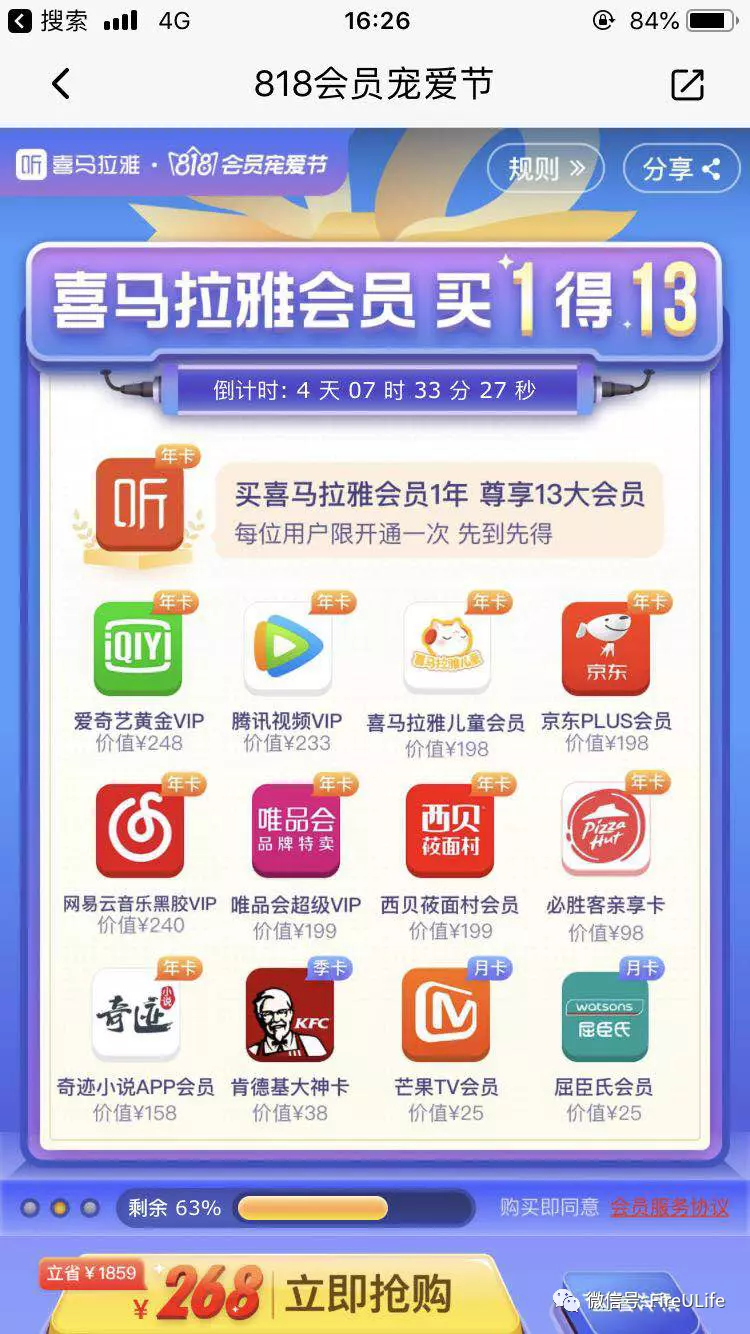 搜索 4G 16:26 84%
818会员宠爱节
听 喜马拉雅 · 818会员宠爱节 规则 分享
喜马拉雅会员 买1得13
倒计时: 4 天 07 时 33 分 27 秒
年卡
听
买喜马拉雅会员1年 尊享13大会员
每位用户限开通一次 先到先得
年卡 年卡 年卡 年卡
iQIYI 喜马拉雅儿童 京东
爱奇艺黄金VIP 腾讯视频VIP 喜马拉雅儿童会员 京东PLUS会员
价值¥248 价值¥233 价值¥198 价值¥198
年卡 年卡 年卡 年卡
唯品会 品牌特卖 西贝 莜面村 Pizza Hut
网易云音乐黑胶VIP 唯品会超级VIP 西贝莜面村会员 必胜客亲享卡
价值¥240 价值¥199 价值¥199 价值¥98
年卡 季卡 月卡 月卡
奇迹 小说 KFC watsons 屈臣氏
奇迹小说APP会员 肯德基大神卡 芒果TV会员 屈臣氏会员
价值¥158 价值¥38 价值¥25 价值¥25
剩余 63% 购买即同意 会员服务协议
立省¥1859
¥268 立即抢购
微信号: FireULife